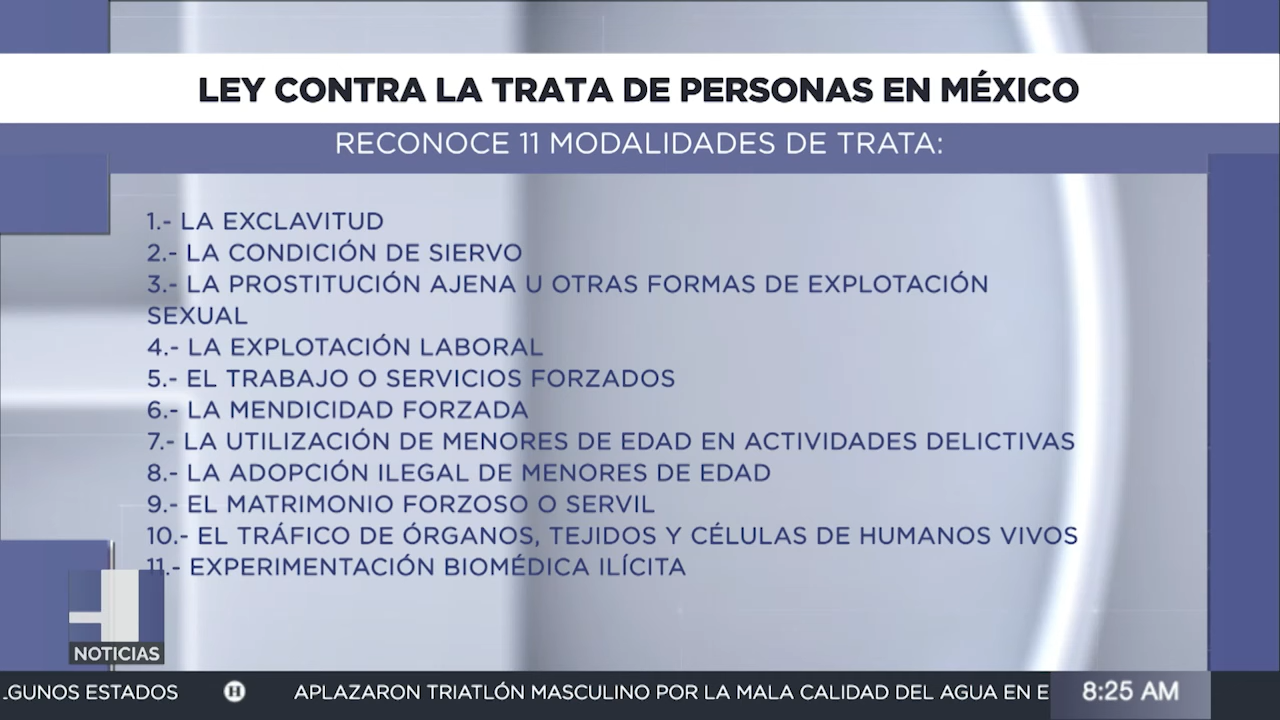 LEY CONTRA LA TRATA DE PERSONAS EN MÉXICO
RECONOCE 11 MODALIDADES DE TRATA:
1.- LA EXCLAVITUD
2.- LA CONDICIÓN DE SIERVO
3.- LA PROSTITUCIÓN AJENA U OTRAS FORMAS DE EXPLOTACIÓN
SEXUAL
4.- LA EXPLOTACIÓN LABORAL
5.- EL TRABAJO O SERVICIOS FORZADOS
6.- LA MENDICIDAD FORZADA
7.- LA UTILIZACIÓN DE MENORES DE EDAD EN ACTIVIDADES DELICTIVAS
8.- LA ADOPCIÓN ILEGAL DE MENORES DE EDAD
9.- EL MATRIMONIO FORZOSO O SERVIL
10.- EL TRÁFICO DE ÓRGANOS, TEJIDOS Y CÉLULAS DE HUMANOS VIVOS
11.- EXPERIMENTACIÓN BIOMÉDICA ILÍCITA
NOTICIAS
LGUNOS ESTADOS H APLAZARON TRIATLÓN MASCULINO POR LA MALA CALIDAD DEL AGUA EN E 8:25 AM